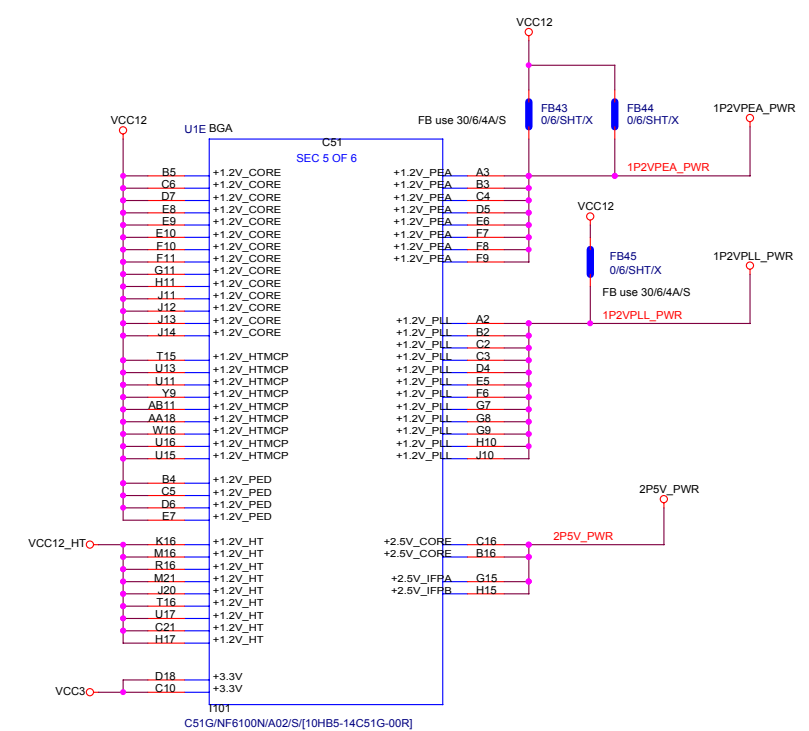 VCC12
FB43
0/6/SHT/X
FB44
0/6/SHT/X
FB use 30/6/4A/S
1P2VPEA_PWR
VCC12
U1E BGA
C51
SEC 5 OF 6
1P2VPEA_PWR
B5 +1.2V_CORE +1.2V_PEA A3
C6 +1.2V_CORE +1.2V_PEA B3
D7 +1.2V_CORE +1.2V_PEA C4
E8 +1.2V_CORE +1.2V_PEA D5
E9 +1.2V_CORE +1.2V_PEA E6
E10 +1.2V_CORE +1.2V_PEA F7
F10 +1.2V_CORE +1.2V_PEA F8
F11 +1.2V_CORE +1.2V_PEA F9
G11 +1.2V_CORE
H11 +1.2V_CORE
J11 +1.2V_CORE
J12 +1.2V_CORE
J13 +1.2V_CORE
J14 +1.2V_CORE
VCC12
FB45
0/6/SHT/X
FB use 30/6/4A/S
1P2VPLL_PWR
1P2VPLL_PWR
+1.2V_PLL A2
+1.2V_PLL B2
+1.2V_PLL C2
+1.2V_PLL C3
+1.2V_PLL D4
+1.2V_PLL E5
+1.2V_PLL F6
+1.2V_PLL G7
+1.2V_PLL G8
+1.2V_PLL G9
+1.2V_PLL H10
+1.2V_PLL J10
T15 +1.2V_HTMCP
U13 +1.2V_HTMCP
U11 +1.2V_HTMCP
Y9 +1.2V_HTMCP
AB11 +1.2V_HTMCP
AA18 +1.2V_HTMCP
W16 +1.2V_HTMCP
U16 +1.2V_HTMCP
U15 +1.2V_HTMCP
B4 +1.2V_PED
C5 +1.2V_PED
D6 +1.2V_PED
E7 +1.2V_PED
2P5V_PWR
2P5V_PWR
VCC12_HT
K16 +1.2V_HT +2.5V_CORE C16
M16 +1.2V_HT +2.5V_CORE B16
R16 +1.2V_HT
M21 +1.2V_HT +2.5V_IFPA G15
J20 +1.2V_HT +2.5V_IFPB H15
T16 +1.2V_HT
U17 +1.2V_HT
C21 +1.2V_HT
H17 +1.2V_HT
VCC3
D18 +3.3V
C10 +3.3V
I101
C51G/NF6100N/A02/S/[10HB5-14C51G-00R]